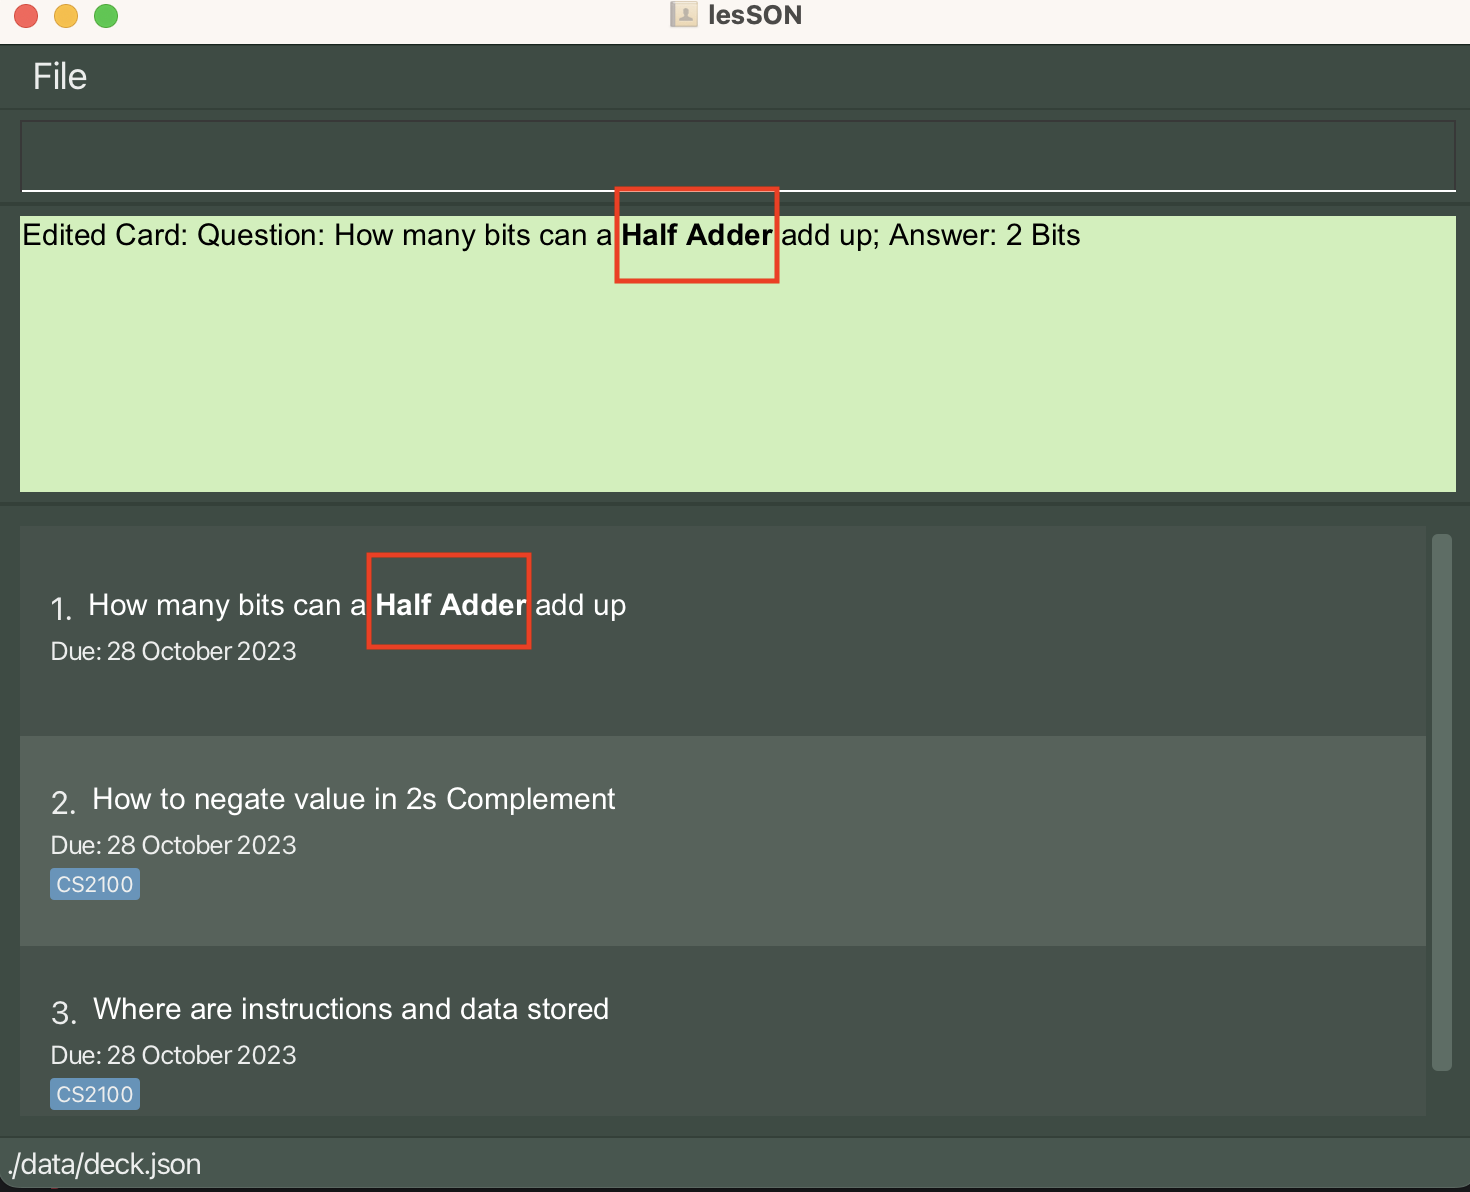 lesSON
File
Edited Card: Question: How many bits can a Half Adder add up; Answer: 2 Bits
1. How many bits can a Half Adder add up
Due: 28 October 2023
2. How to negate value in 2s Complement
Due: 28 October 2023
CS2100
3. Where are instructions and data stored
Due: 28 October 2023
CS2100
./data/deck.json